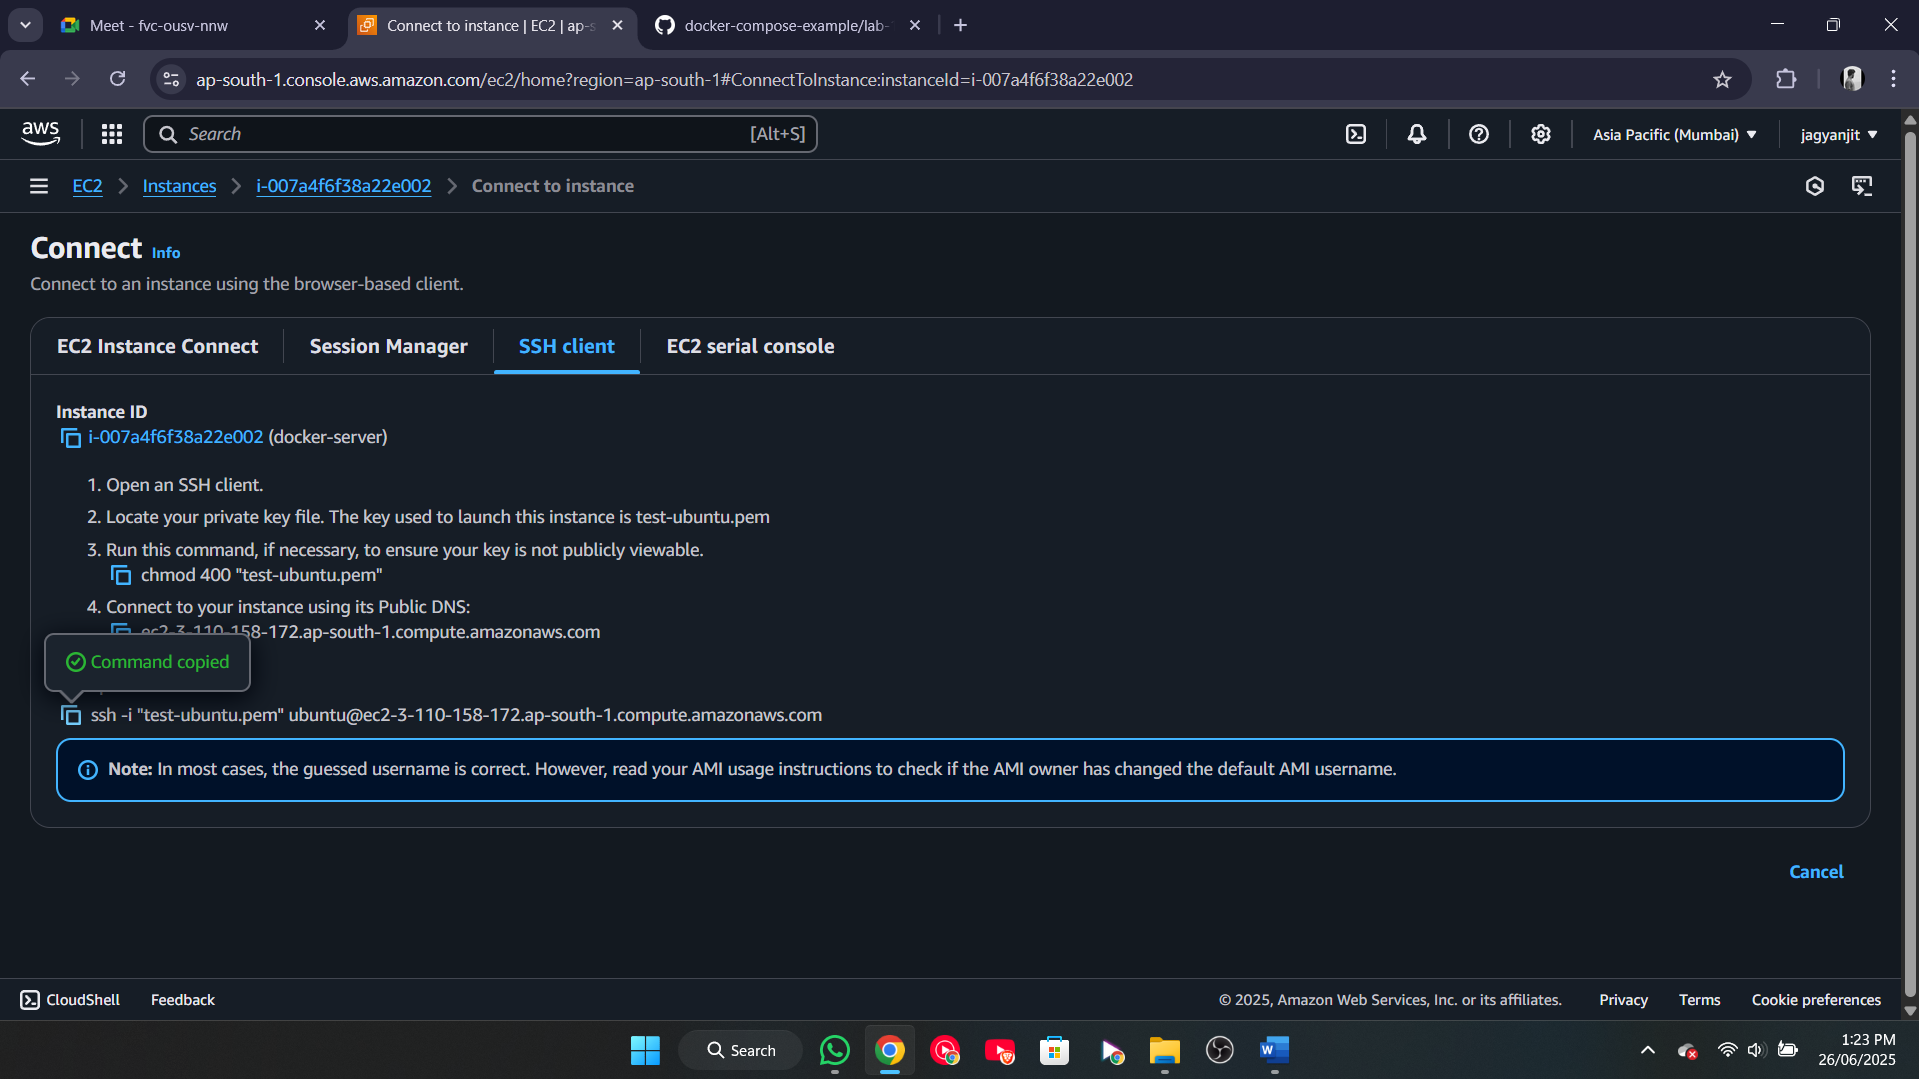 Meet - fvc-ousv-nnw
Connect to instance | EC2 | ap-s
docker-compose-example/lab-
ap-south-1.console.aws.amazon.com/ec2/home?region=ap-south-1#ConnectToInstance:instanceId=i-007a4f6f38a22e002
aws
Search
[Alt+S]
Asia Pacific (Mumbai)
jagyanjit
EC2
Instances
i-007a4f6f38a22e002
Connect to instance
Connect Info
Connect to an instance using the browser-based client.
EC2 Instance Connect
Session Manager
SSH client
EC2 serial console
Instance ID
i-007a4f6f38a22e002 (docker-server)
1. Open an SSH client.
2. Locate your private key file. The key used to launch this instance is test-ubuntu.pem
3. Run this command, if necessary, to ensure your key is not publicly viewable.
chmod 400 "test-ubuntu.pem"
4. Connect to your instance using its Public DNS:
ec2-3-110-158-172.ap-south-1.compute.amazonaws.com
Command copied
ssh -i "test-ubuntu.pem" ubuntu@ec2-3-110-158-172.ap-south-1.compute.amazonaws.com
Note: In most cases, the guessed username is correct. However, read your AMI usage instructions to check if the AMI owner has changed the default AMI username.
Cancel
CloudShell
Feedback
© 2025, Amazon Web Services, Inc. or its affiliates.
Privacy
Terms
Cookie preferences
Search
1:23 PM
26/06/2025